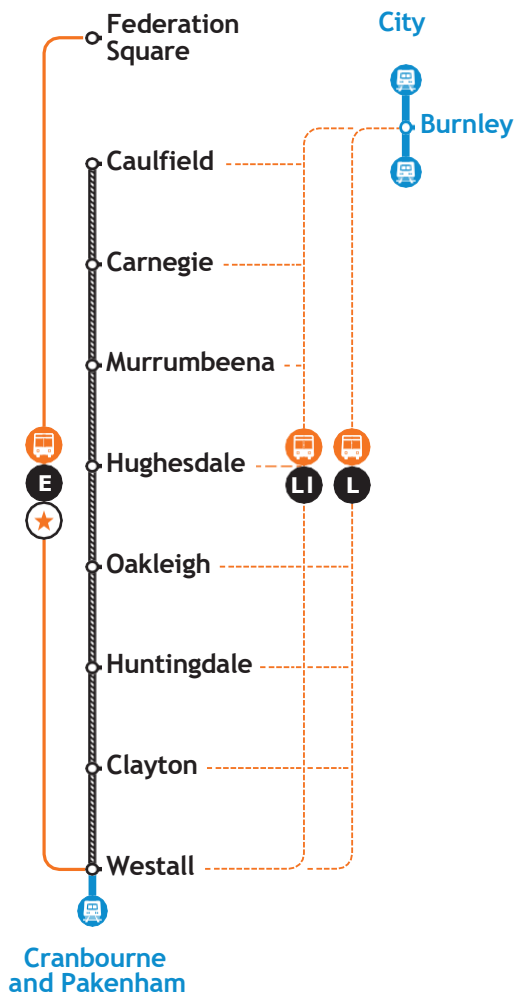 Federation
Square
City
Burnley
Caulfield
Carnegie
Murrumbeena
Hughesdale
E
LI
L
Oakleigh
Huntingdale
Clayton
Westall
Cranbourne
and Pakenham